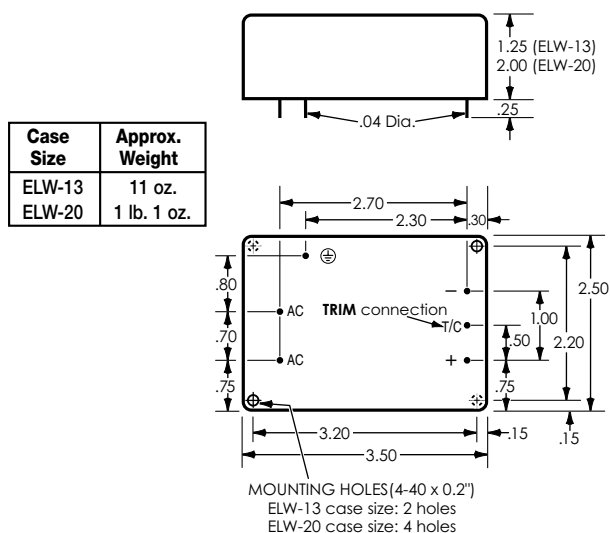 1.25 (ELW-13)
2.00 (ELW-20)
.25
.04 Dia.
Case Size Approx. Weight
ELW-13 11 oz.
ELW-20 1 lb. 1 oz.
2.70
2.30
.30
.80
AC
TRIM connection
T/C
−
1.00
2.50
.70
.50
2.20
AC
+
.75
.75
3.20
.15
.15
3.50
MOUNTING HOLES(4-40 x 0.2")
ELW-13 case size: 2 holes
ELW-20 case size: 4 holes